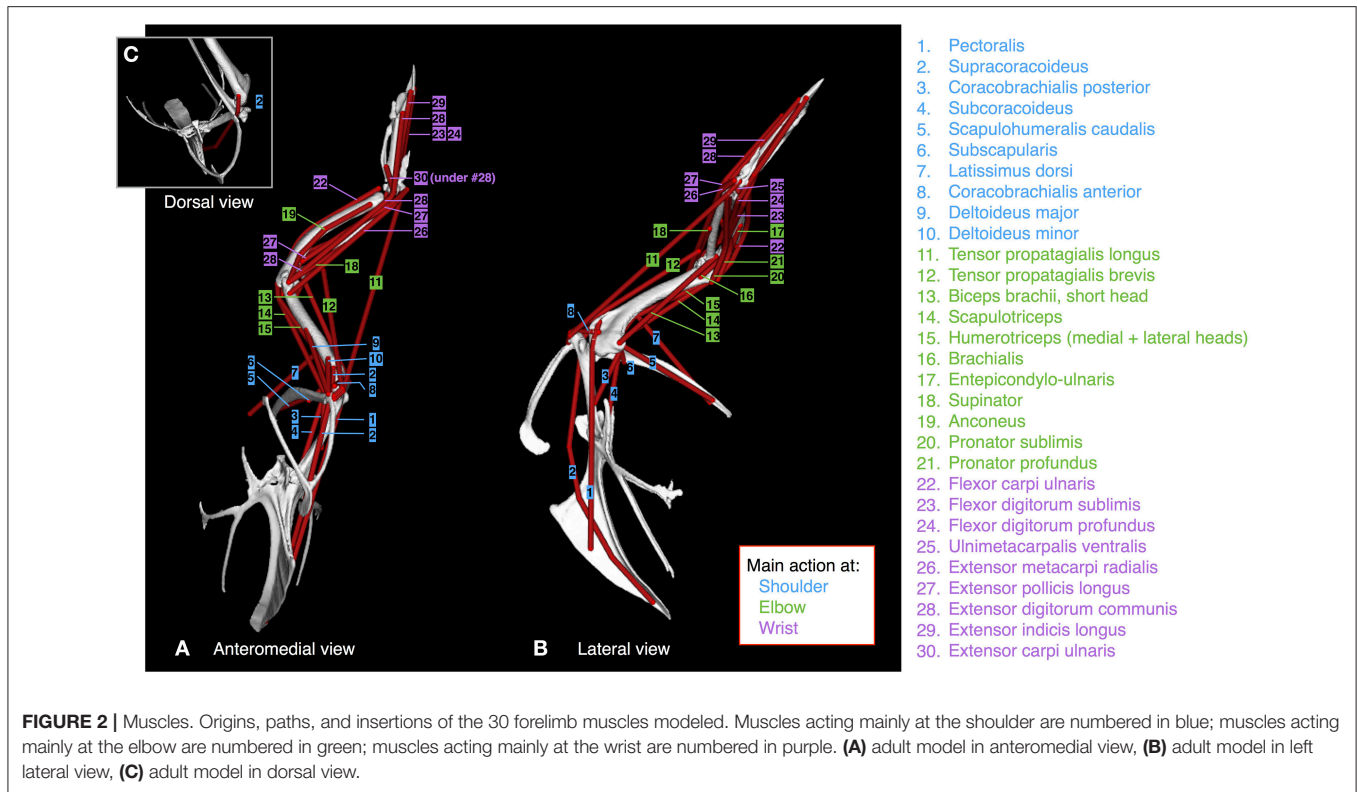 C
2
Dorsal view
29
28
23 24
30 (under #28)
22
28
19
27
26
27
28
18
11
13
12
14
15
9
10
6
7
2
5
8
3
1
4
2
A Anteromedial view
29
28
27
25
26
24
23
18
17
22
11
12
21
20
16
15
8
14
7
13
3
6
5
4
2
1
B Lateral view
Main action at:
Shoulder
Elbow
Wrist
1. Pectoralis
2. Supracoracoideus
3. Coracobrachialis posterior
4. Subcoracoideus
5. Scapulohumeralis caudalis
6. Subscapularis
7. Latissimus dorsi
8. Coracobrachialis anterior
9. Deltoideus major
10. Deltoideus minor
11. Tensor propatagialis longus
12. Tensor propatagialis brevis
13. Biceps brachii, short head
14. Scapulotriceps
15. Humerotriceps (medial + lateral heads)
16. Brachialis
17. Entepicondylo-ulnaris
18. Supinator
19. Anconeus
20. Pronator sublimis
21. Pronator profundus
22. Flexor carpi ulnaris
23. Flexor digitorum sublimis
24. Flexor digitorum profundus
25. Ulnimetacarpalis ventralis
26. Extensor metacarpi radialis
27. Extensor pollicis longus
28. Extensor digitorum communis
29. Extensor indicis longus
30. Extensor carpi ulnaris
FIGURE 2 | Muscles. Origins, paths, and insertions of the 30 forelimb muscles modeled. Muscles acting mainly at the shoulder are numbered in blue; muscles acting
mainly at the elbow are numbered in green; muscles acting mainly at the wrist are numbered in purple. (A) adult model in anteromedial view, (B) adult model in left
lateral view, (C) adult model in dorsal view.